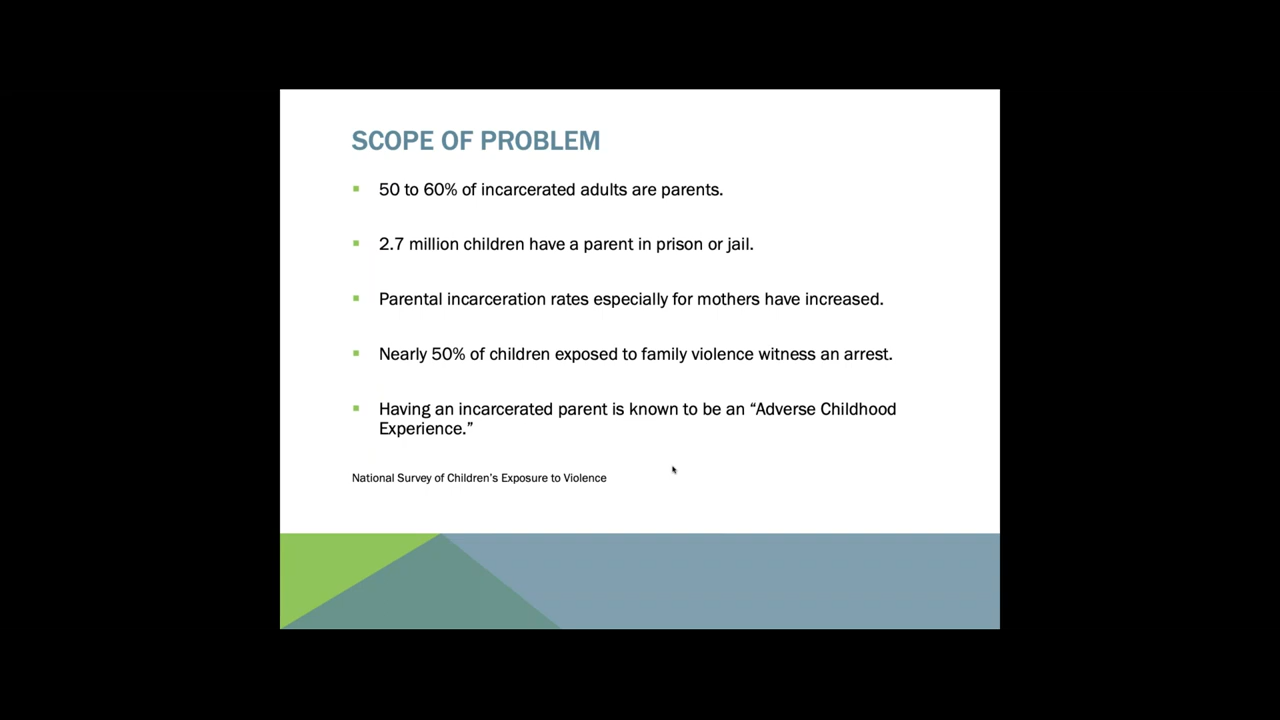 SCOPE OF PROBLEM
50 to 60% of incarcerated adults are parents.
2.7 million children have a parent in prison or jail.
Parental incarceration rates especially for mothers have increased.
Nearly 50% of children exposed to family violence witness an arrest.
Having an incarcerated parent is known to be an “Adverse Childhood
Experience.”
National Survey of Children’s Exposure to Violence